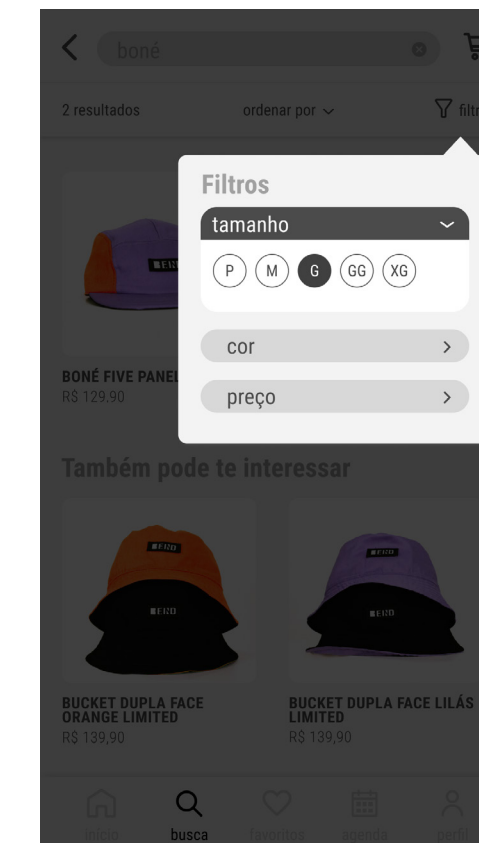 boné
2 resultados
ordenar por
filtr
Filtros
tamanho
P M G GG XG
cor
preço
BONÉ FIVE PANEL
R$ 129,90
Também pode te interessar
BUCKET DUPLA FACE
ORANGE LIMITED
R$ 139,90
BUCKET DUPLA FACE LILÁS
LIMITED
R$ 139,90
início
busca
favoritos
agenda
perfil